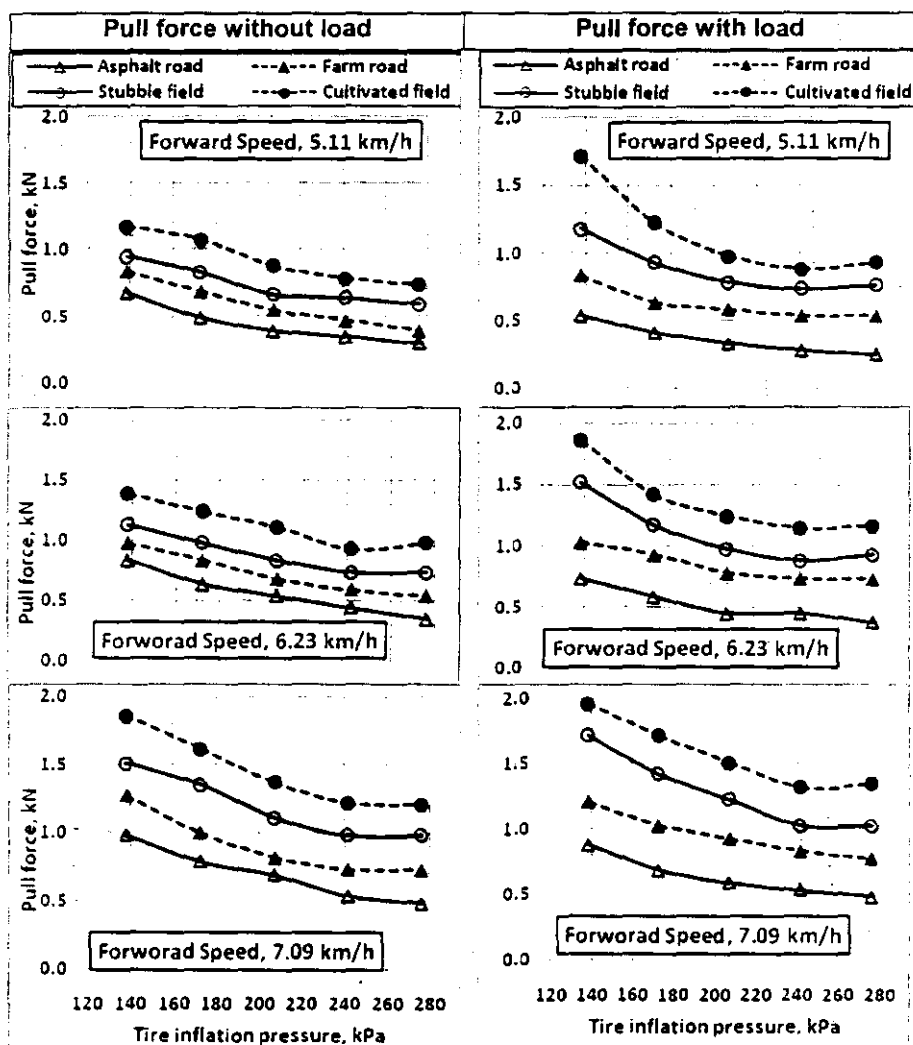 Pull force without load
Pull force with load
Asphalt road
Farm road
Stubble field
Cultivated field
Asphalt road
Farm road
Stubble field
Cultivated field
2.0
Forward Speed, 5.11 km/h
1.5
1.0
0.5
0.0
Pull force, kN
2.0
Forward Speed, 5.11 km/h
1.5
1.0
0.5
0.0
2.0
1.5
1.0
0.5
0.0
Pull force, kN
Forworad Speed, 6.23 km/h
2.0
1.5
1.0
0.5
0.0
Forworad Speed, 6.23 km/h
2.0
1.5
1.0
0.5
0.0
Pull force, kN
Forworad Speed, 7.09 km/h
120 140 160 180 200 220 240 260 280
Tire inflation pressure, kPa
2.0
1.5
1.0
0.5
0.0
Forworad Speed, 7.09 km/h
120 140 160 180 200 220 240 260 280
Tire inflation pressure, kPa